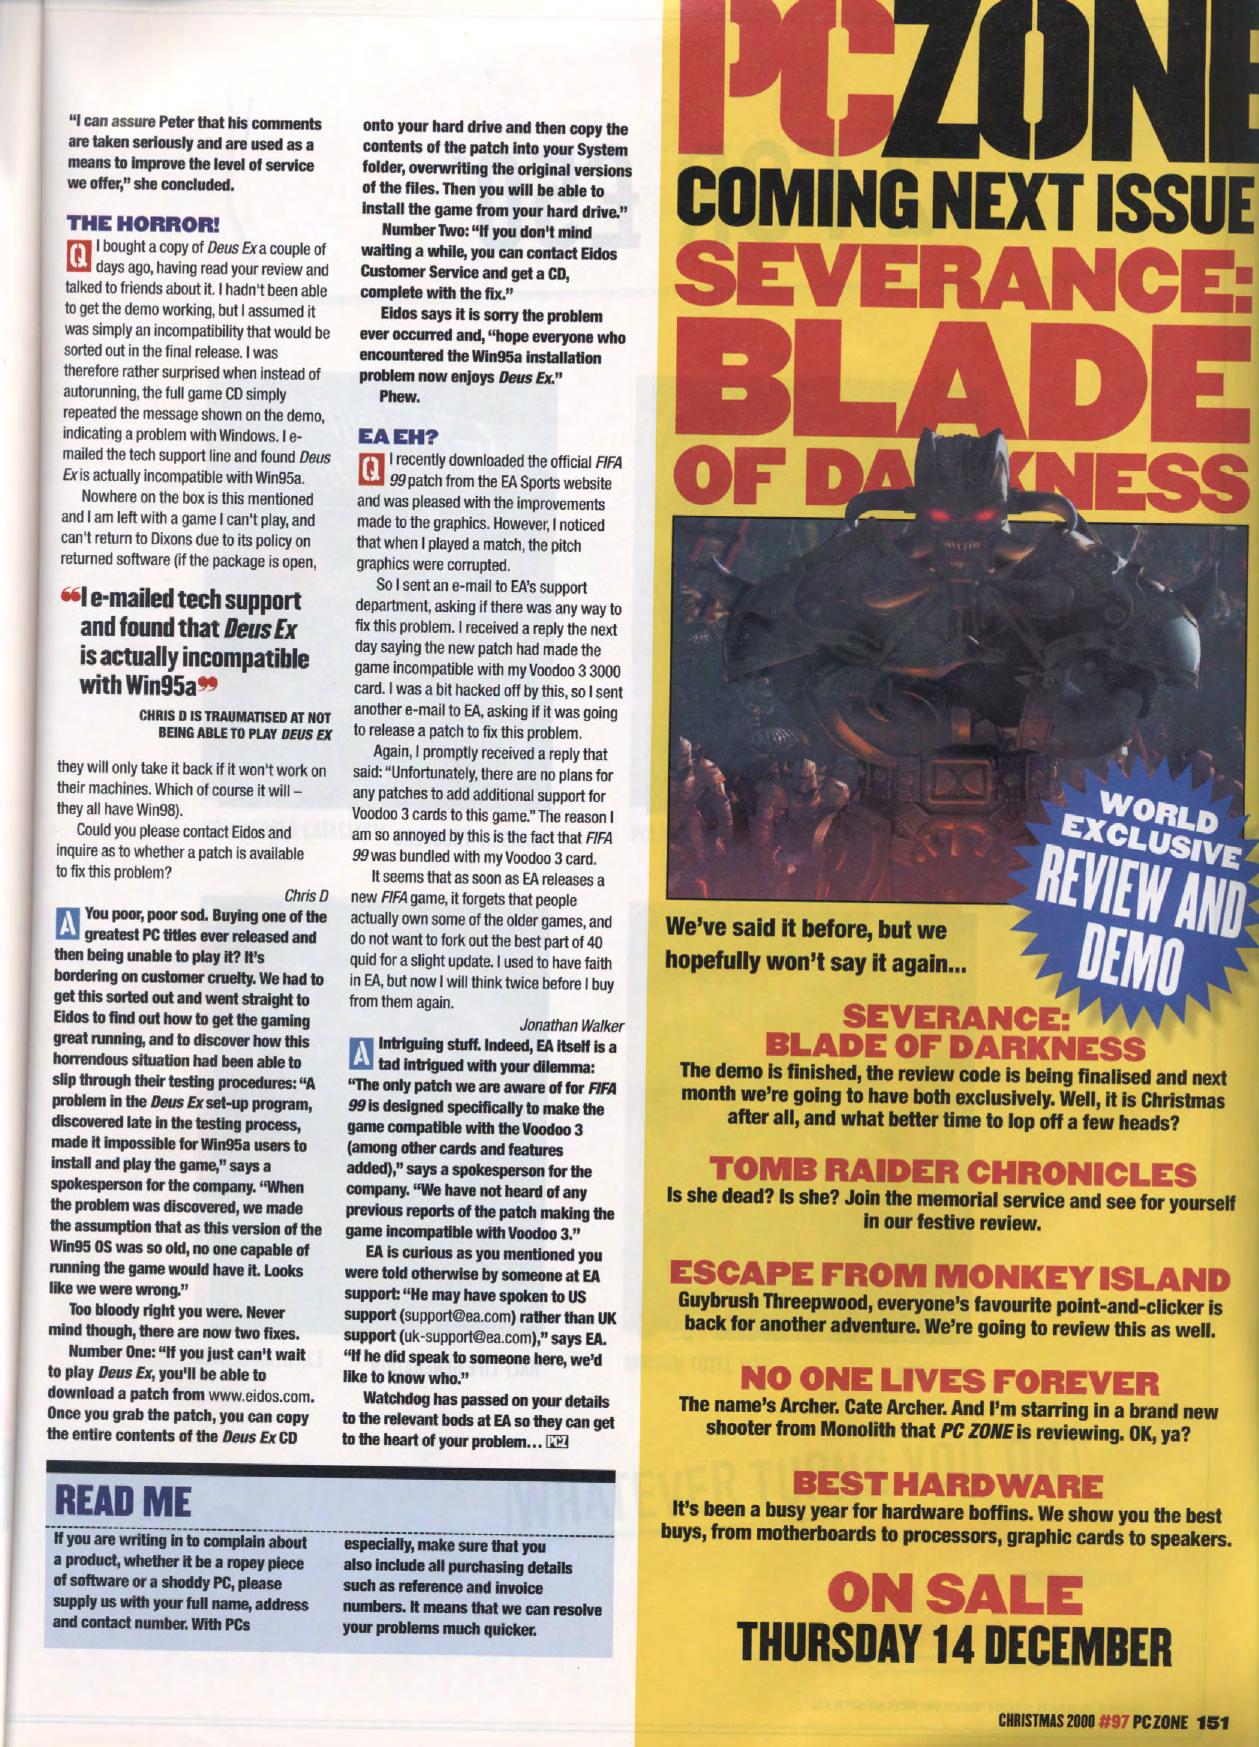 "I can assure Peter that his comments
are taken seriously and are used as a
means to improve the level of service
we offer," she concluded.
THE HORROR!
Q I bought a copy of Deus Ex a couple of
days ago, having read your review and
talked to friends about it. I hadn't been able
to get the demo working, but I assumed it
was simply an incompatibility that would be
sorted out in the final release. I was
therefore rather surprised when instead of
autorunning, the full game CD simply
repeated the message shown on the demo,
indicating a problem with Windows. I e-
mailed the tech support line and found Deus
Ex is actually incompatible with Win95a.
Nowhere on the box is this mentioned
and I am left with a game I can't play, and
can't return to Dixons due to its policy on
returned software (if the package is open,
"I e-mailed tech support
and found that Deus Ex
is actually incompatible
with Win95a"
CHRIS D IS TRAUMATISED AT NOT
BEING ABLE TO PLAY DEUS EX
they will only take it back if it won't work on
their machines. Which of course it will –
they all have Win98).
Could you please contact Eidos and
inquire as to whether a patch is available
to fix this problem?
Chris D
A You poor, poor sod. Buying one of the
greatest PC titles ever released and
then being unable to play it? It's
bordering on customer cruelty. We had to
get this sorted out and went straight to
Eidos to find out how to get the gaming
great running, and to discover how this
horrendous situation had been able to
slip through their testing procedures: "A
problem in the Deus Ex set-up program,
discovered late in the testing process,
made it impossible for Win95a users to
install and play the game," says a
spokesperson for the company. "When
the problem was discovered, we made
the assumption that as this version of the
Win95 OS was so old, no one capable of
running the game would have it. Looks
like we were wrong."
Too bloody right you were. Never
mind though, there are now two fixes.
Number One: "If you just can't wait
to play Deus Ex, you'll be able to
download a patch from www.eidos.com.
Once you grab the patch, you can copy
the entire contents of the Deus Ex CD
onto your hard drive and then copy the
contents of the patch into your System
folder, overwriting the original versions
of the files. Then you will be able to
install the game from your hard drive."
Number Two: "If you don't mind
waiting a while, you can contact Eidos
Customer Service and get a CD,
complete with the fix."
Eidos says it is sorry the problem
ever occurred and, "hope everyone who
encountered the Win95a installation
problem now enjoys Deus Ex."
Phew.
EA EH?
Q I recently downloaded the official FIFA
99 patch from the EA Sports website
and was pleased with the improvements
made to the graphics. However, I noticed
that when I played a match, the pitch
graphics were corrupted.
So I sent an e-mail to EA's support
department, asking if there was any way to
fix this problem. I received a reply the next
day saying the new patch had made the
game incompatible with my Voodoo 3 3000
card. I was a bit hacked off by this, so I sent
another e-mail to EA, asking if it was going
to release a patch to fix this problem.
Again, I promptly received a reply that
said: "Unfortunately, there are no plans for
any patches to add additional support for
Voodoo 3 cards to this game." The reason I
am so annoyed by this is the fact that FIFA
99 was bundled with my Voodoo 3 card.
It seems that as soon as EA releases a
new FIFA game, it forgets that people
actually own some of the older games, and
do not want to fork out the best part of 40
quid for a slight update. I used to have faith
in EA, but now I will think twice before I buy
from them again.
Jonathan Walker
A Intriguing stuff. Indeed, EA itself is a
tad intrigued with your dilemma:
"The only patch we are aware of for FIFA
99 is designed specifically to make the
game compatible with the Voodoo 3
(among other cards and features
added)," says a spokesperson for the
company. "We have not heard of any
previous reports of the patch making the
game incompatible with Voodoo 3."
EA is curious as you mentioned you
were told otherwise by someone at EA
support: "He may have spoken to US
support (support@ea.com) rather than UK
support (uk-support@ea.com)," says EA.
"If he did speak to someone here, we'd
like to know who."
Watchdog has passed on your details
to the relevant bods at EA so they can get
to the heart of your problem... PCZ
READ ME
If you are writing in to complain about
a product, whether it be a ropey piece
of software or a shoddy PC, please
supply us with your full name, address
and contact number. With PCs
especially, make sure that you
also include all purchasing details
such as reference and invoice
numbers. It means that we can resolve
your problems much quicker.
PC ZONE
COMING NEXT ISSUE
SEVERANCE:
BLADE
OF DARKNESS
WORLD
EXCLUSIVE
REVIEW AND
DEMO
We've said it before, but we
hopefully won't say it again...
SEVERANCE:
BLADE OF DARKNESS
The demo is finished, the review code is being finalised and next
month we're going to have both exclusively. Well, it is Christmas
after all, and what better time to lop off a few heads?
TOMB RAIDER CHRONICLES
Is she dead? Is she? Join the memorial service and see for yourself
in our festive review.
ESCAPE FROM MONKEY ISLAND
Guybrush Threepwood, everyone's favourite point-and-clicker is
back for another adventure. We're going to review this as well.
NO ONE LIVES FOREVER
The name's Archer. Cate Archer. And I'm starring in a brand new
shooter from Monolith that PC ZONE is reviewing. OK, ya?
BEST HARDWARE
It's been a busy year for hardware boffins. We show you the best
buys, from motherboards to processors, graphic cards to speakers.
ON SALE
THURSDAY 14 DECEMBER
CHRISTMAS 2000 #97 PC ZONE 151